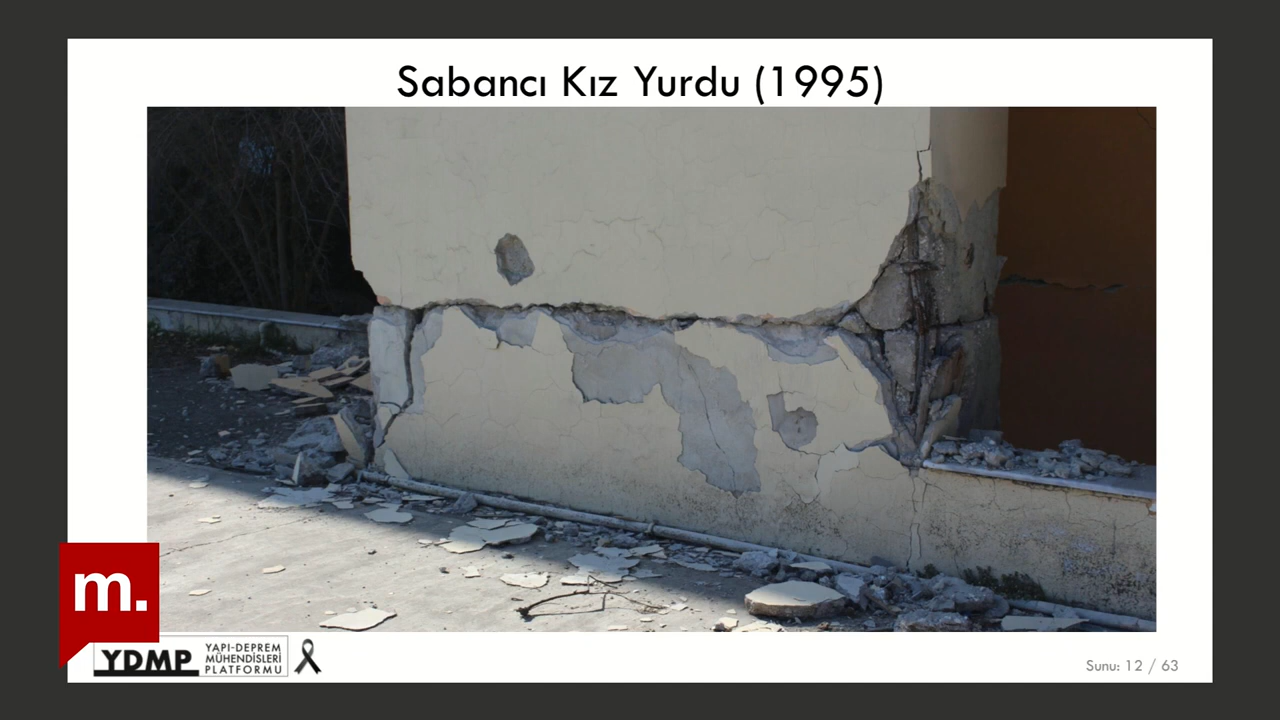 Sabancı Kız Yurdu (1995)
m.
YDMP
YAPI-DEPREM
MÜHENDİSLERİ
PLATFORMU
Sunu: 12 / 63